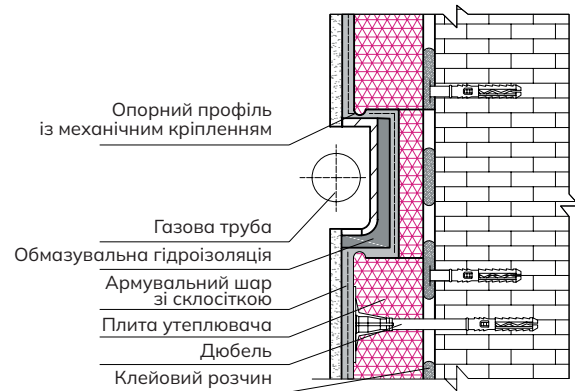 Опорний профіль
із механічним кріпленням
Газова труба
Обмазувальна гідроізоляція
Армувальний шар
зі склосіткою
Плита утеплювача
Дюбель
Клейовий розчин